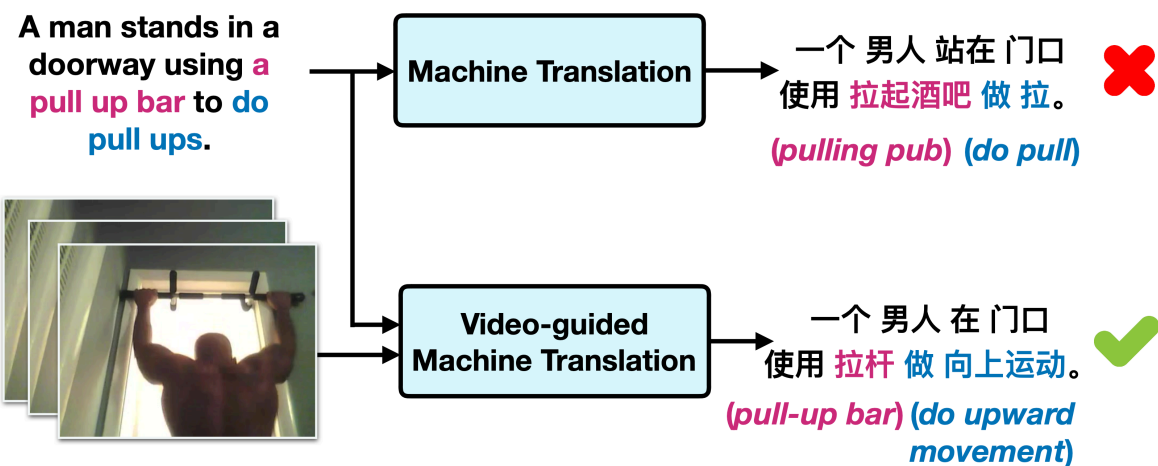 A man stands in a
doorway using a
pull up bar to do
pull ups.
Machine Translation
一个 男人 站在 门口
使用 拉起酒吧 做 拉。
(pulling pub) (do pull)
Video-guided
Machine Translation
一个 男人 在 门口
使用 拉杆 做 向上运动。
(pull-up bar) (do upward
movement)